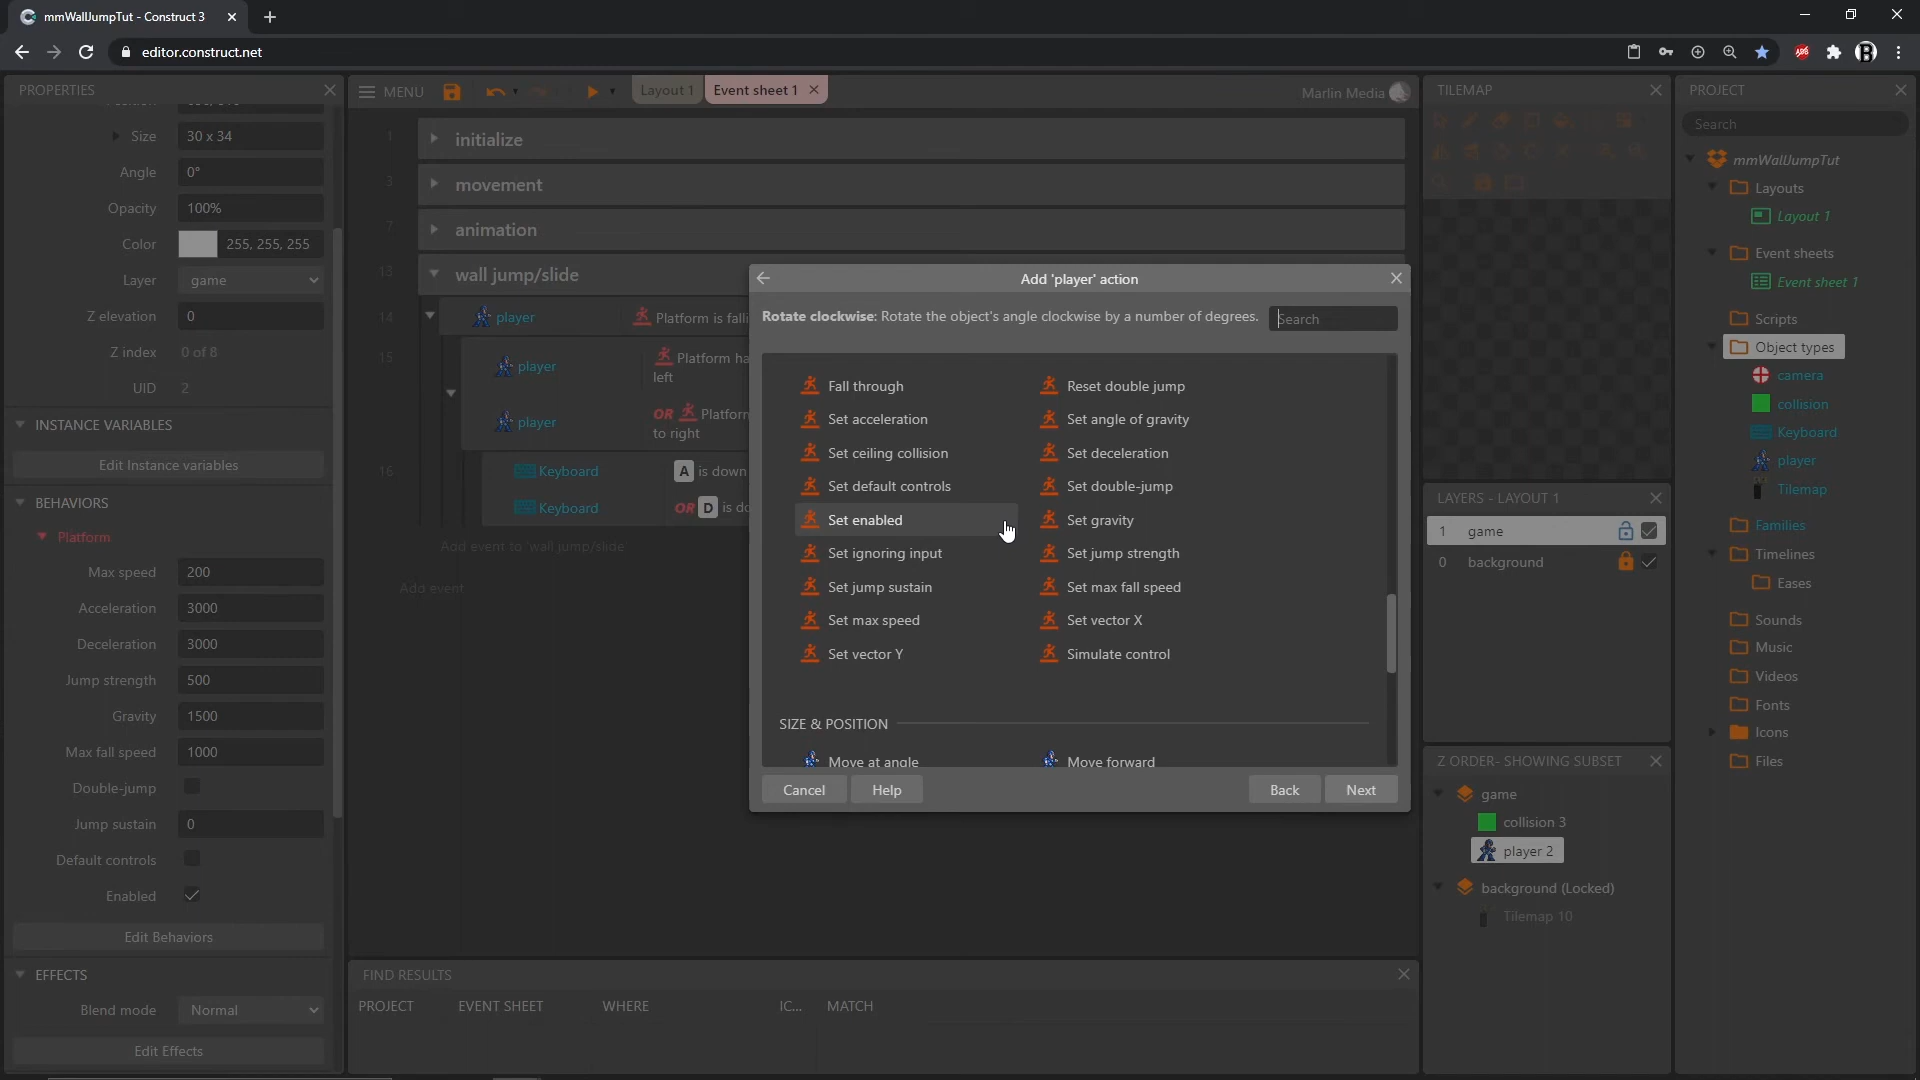 mmWallJumpTut - Construct 3
editor.construct.net
PROPERTIES
Size 30 x 34
Angle 0°
Opacity 100%
Color 255, 255, 255
Layer game
Z elevation 0
Z index 0 of 8
UID 2
INSTANCE VARIABLES
Edit Instance variables
BEHAVIORS
Platform
Max speed 200
Acceleration 3000
Deceleration 3000
Jump strength 500
Gravity 1500
Max fall speed 1000
Double-jump
Jump sustain 0
Default controls
Enabled
Edit Behaviors
EFFECTS
Blend mode Normal
Edit Effects
MENU
Layout 1
Event sheet 1
Marlin Media
1 initialize
3 movement
7 animation
13 wall jump/slide
14 player Platform is falli
15 player Platform ha
left
player OR Platforn
to right
16 Keyboard A is down
Keyboard OR D is do
Add event to 'wall jump/slide'
Add event
Add 'player' action
Rotate clockwise: Rotate the object's angle clockwise by a number of degrees.
Search
Fall through Reset double jump
Set acceleration Set angle of gravity
Set ceiling collision Set deceleration
Set default controls Set double-jump
Set enabled Set gravity
Set ignoring input Set jump strength
Set jump sustain Set max fall speed
Set max speed Set vector X
Set vector Y Simulate control
SIZE & POSITION
Move at angle Move forward
Cancel Help Back Next
FIND RESULTS
PROJECT EVENT SHEET WHERE IC... MATCH
TILEMAP
LAYERS - LAYOUT 1
1 game
0 background
Z ORDER- SHOWING SUBSET
game
collision 3
player 2
background (Locked)
Tilemap 10
PROJECT
Search
mmWallJumpTut
Layouts
Layout 1
Event sheets
Event sheet 1
Scripts
Object types
camera
collision
Keyboard
player
Tilemap
Families
Timelines
Eases
Sounds
Music
Videos
Fonts
Icons
Files